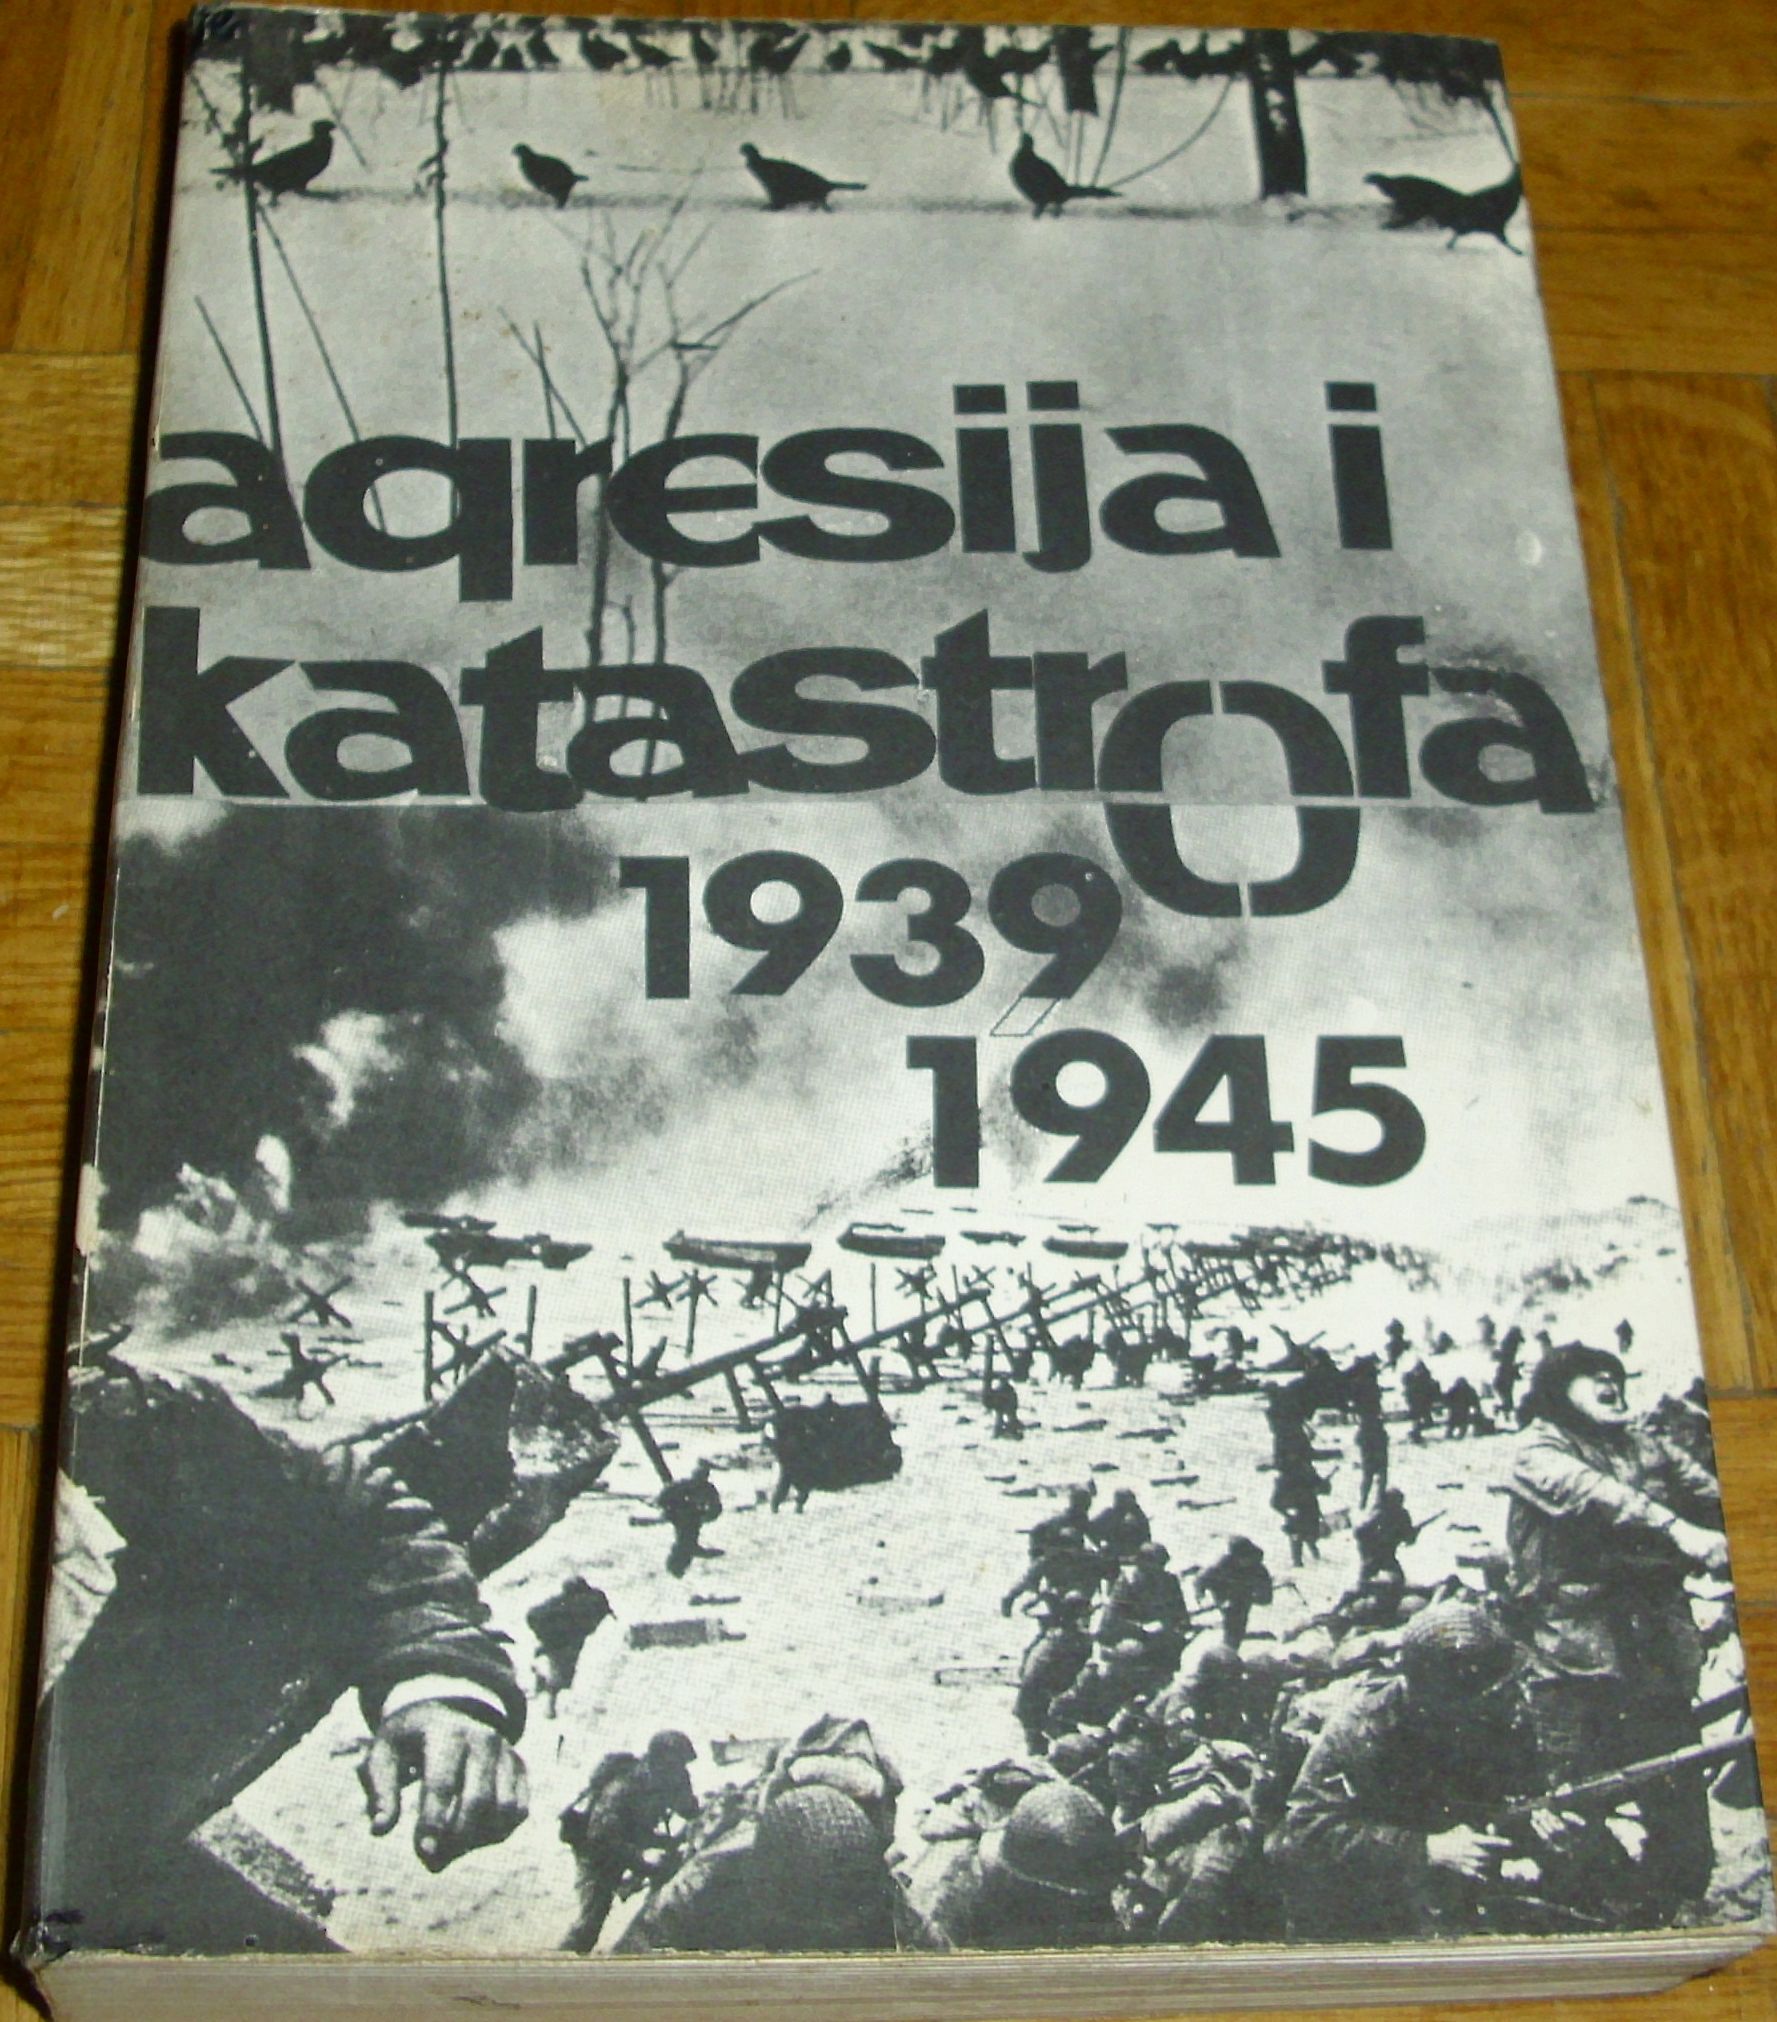 agresija i
katastrofa
1939
1945